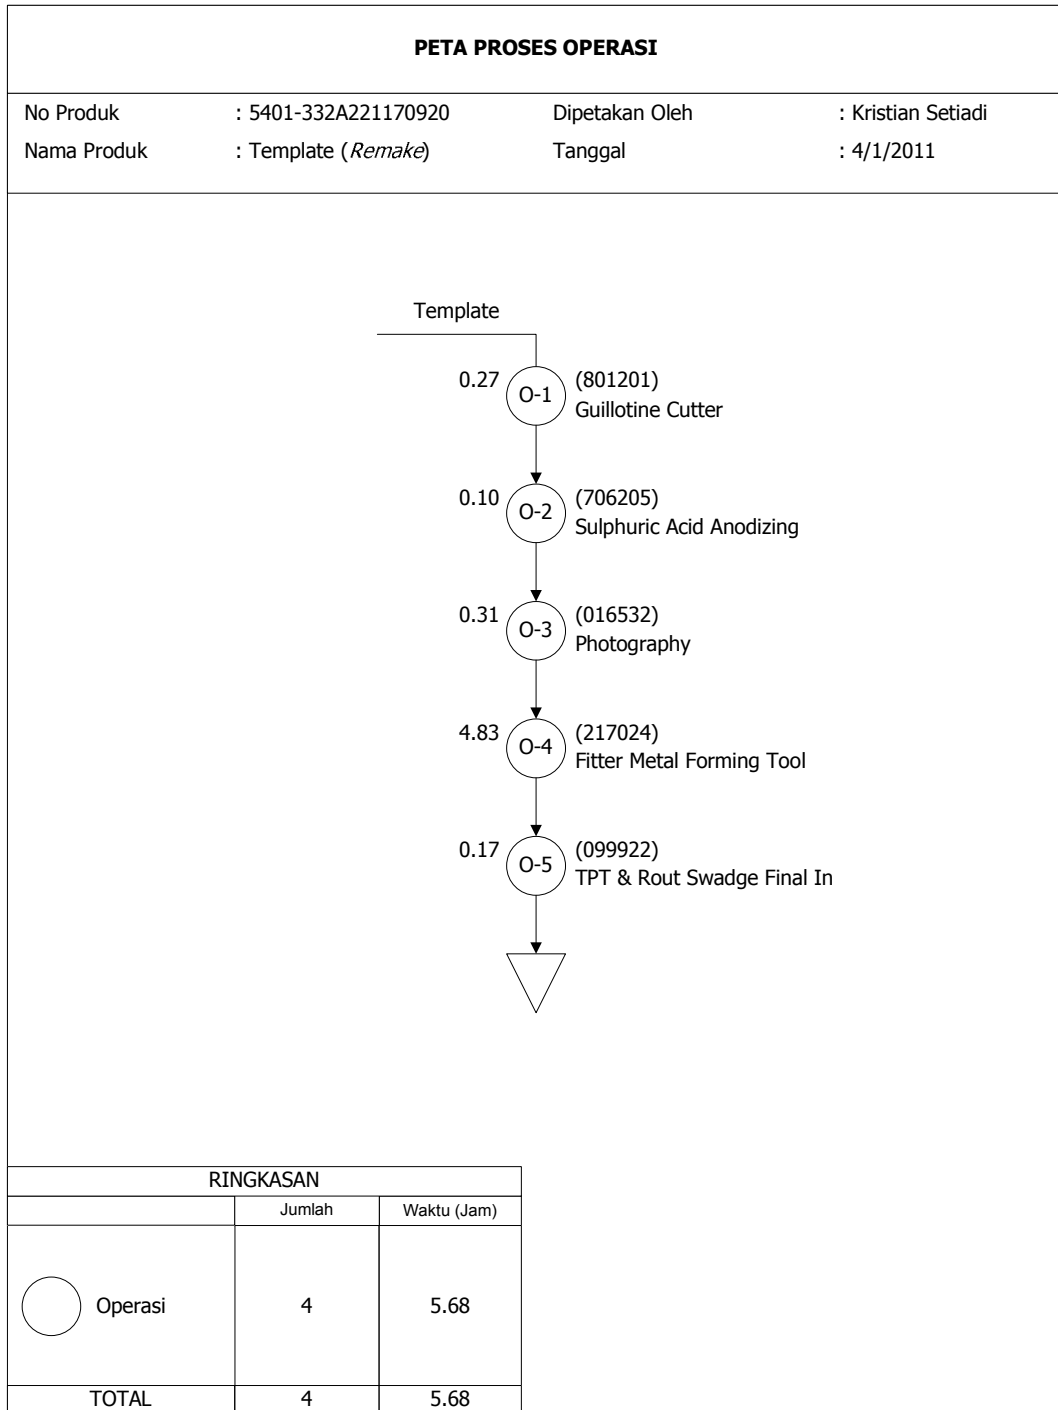 PETA PROSES OPERASI
No Produk : 5401-332A221170920 Dipetakan Oleh : Kristian Setiadi
Nama Produk : Template (Remake) Tanggal : 4/1/2011
Template
0.27 O-1 (801201)
Guillotine Cutter
0.10 O-2 (706205)
Sulphuric Acid Anodizing
0.31 O-3 (016532)
Photography
4.83 O-4 (217024)
Fitter Metal Forming Tool
0.17 O-5 (099922)
TPT & Rout Swadge Final In
RINGKASAN
Jumlah Waktu (Jam)
Operasi 4 5.68
TOTAL 4 5.68